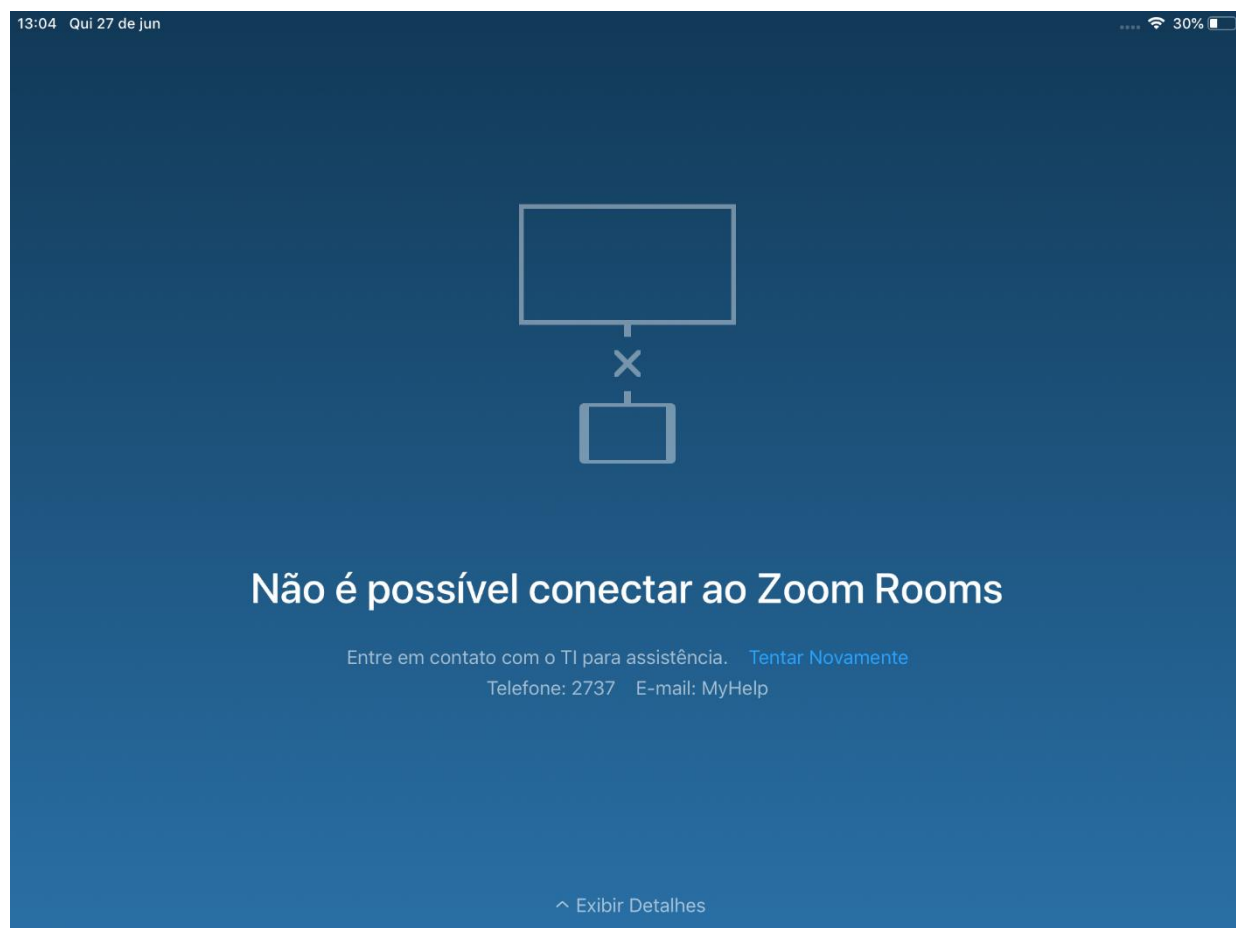 13:04 Qui 27 de jun 30%
Não é possível conectar ao Zoom Rooms
Entre em contato com o TI para assistência. Tentar Novamente
Telefone: 2737 E-mail: MyHelp
Exibir Detalhes